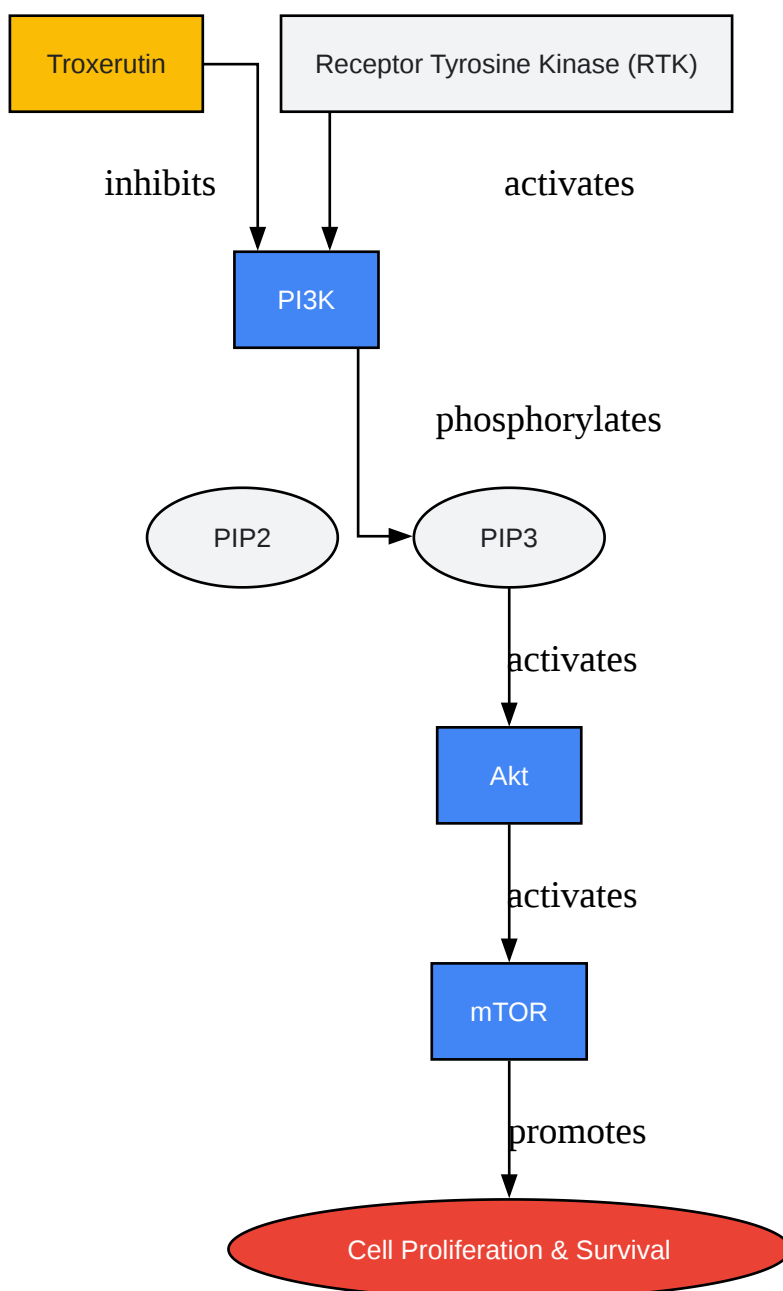 Troxerutin
Receptor Tyrosine Kinase (RTK)
inhibits
activates
PI3K
phosphorylates
PIP2
PIP3
activates
Akt
activates
mTOR
promotes
Cell Proliferation & Survival